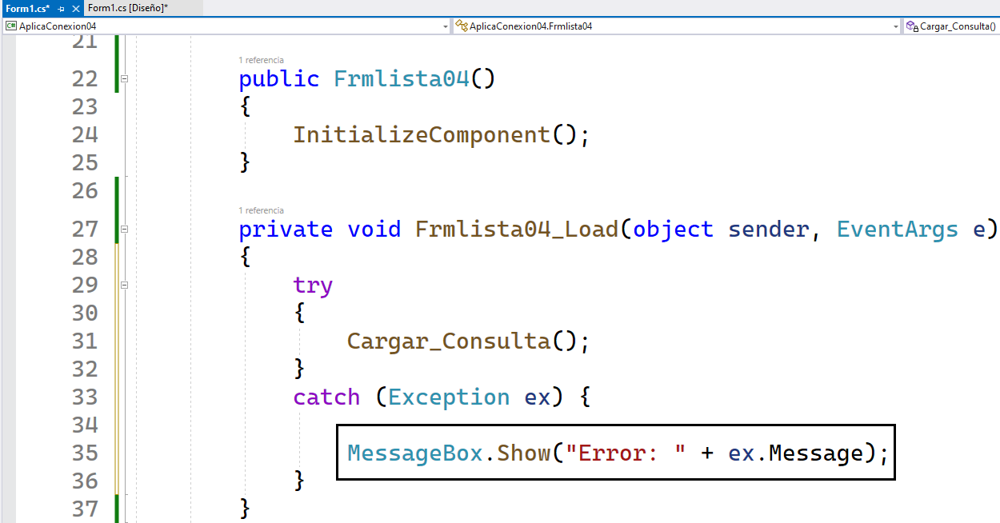 Form1.cs* Form1.cs [Diseño]*
AplicaConexion04 AplicaConexion04.Frmlista04 Cargar_Consulta()
21
1 referencia
22 public Frmlista04()
23 {
24 InitializeComponent();
25 }
26
1 referencia
27 private void Frmlista04_Load(object sender, EventArgs e)
28 {
29 try
30 {
31 Cargar_Consulta();
32 }
33 catch (Exception ex) {
34
35 MessageBox.Show("Error: " + ex.Message);
36 }
37 }